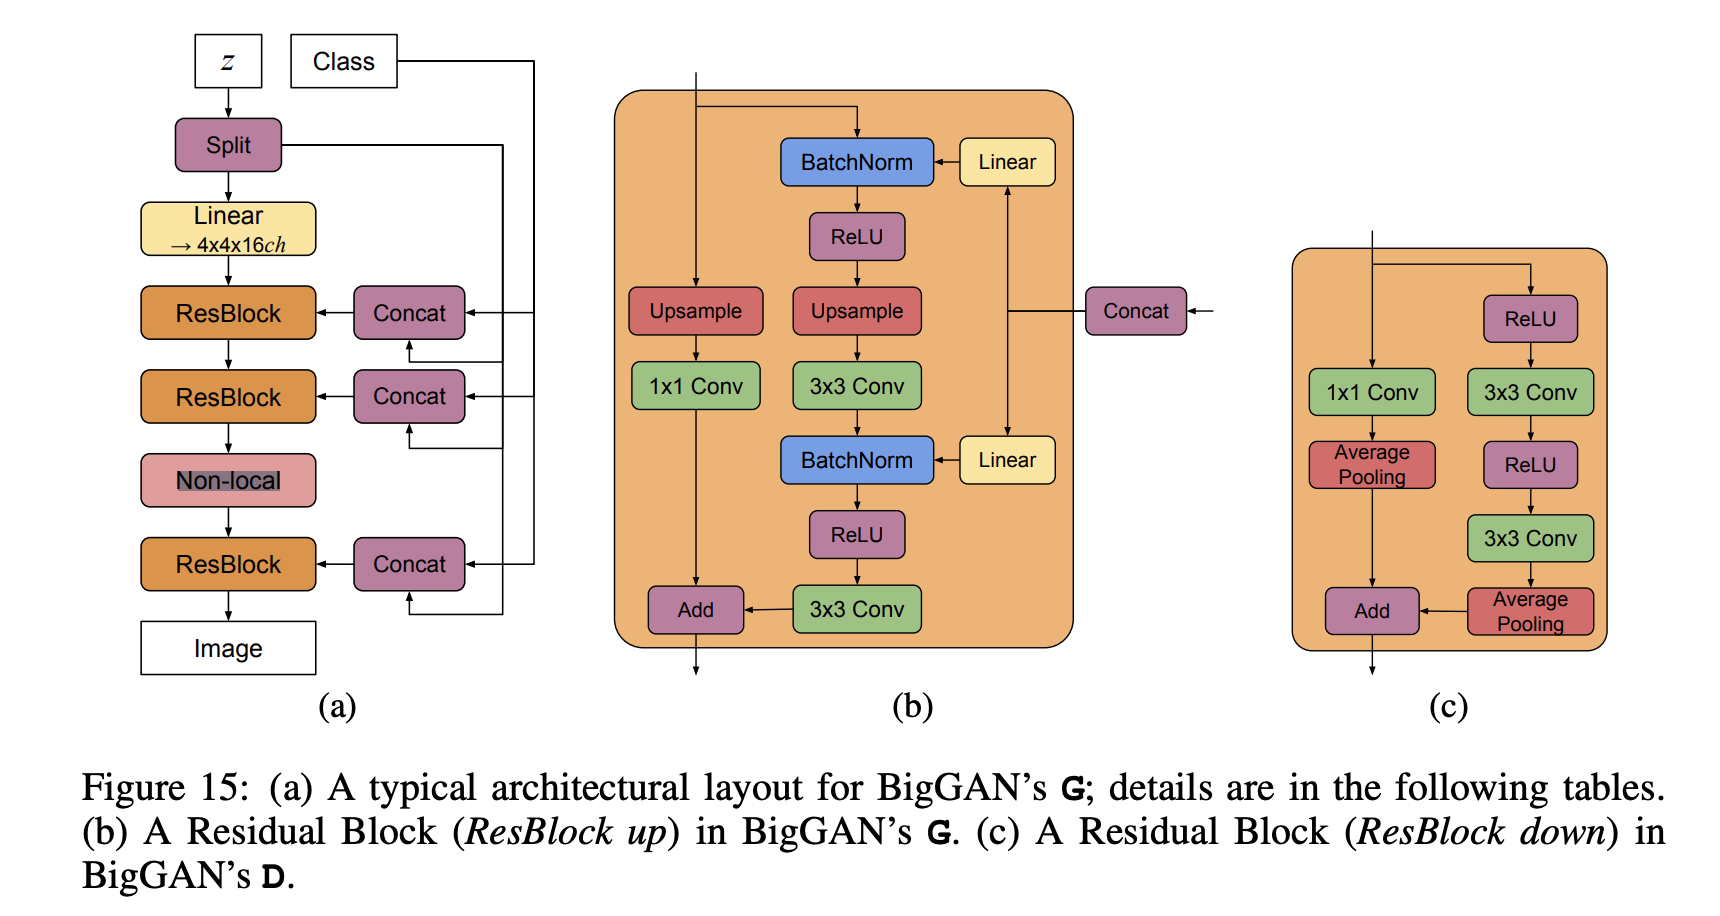 z
Class
Split
Linear
→ 4x4x16ch
ResBlock
Concat
ResBlock
Concat
Non-local
ResBlock
Concat
Image
(a)
BatchNorm
Linear
ReLU
Upsample
Upsample
Concat
1x1 Conv
3x3 Conv
BatchNorm
Linear
ReLU
Add
3x3 Conv
(b)
ReLU
1x1 Conv
3x3 Conv
Average
Pooling
ReLU
3x3 Conv
Add
Average
Pooling
(c)
Figure 15: (a) A typical architectural layout for BigGAN's G; details are in the following tables.
(b) A Residual Block (ResBlock up) in BigGAN's G. (c) A Residual Block (ResBlock down) in
BigGAN's D.